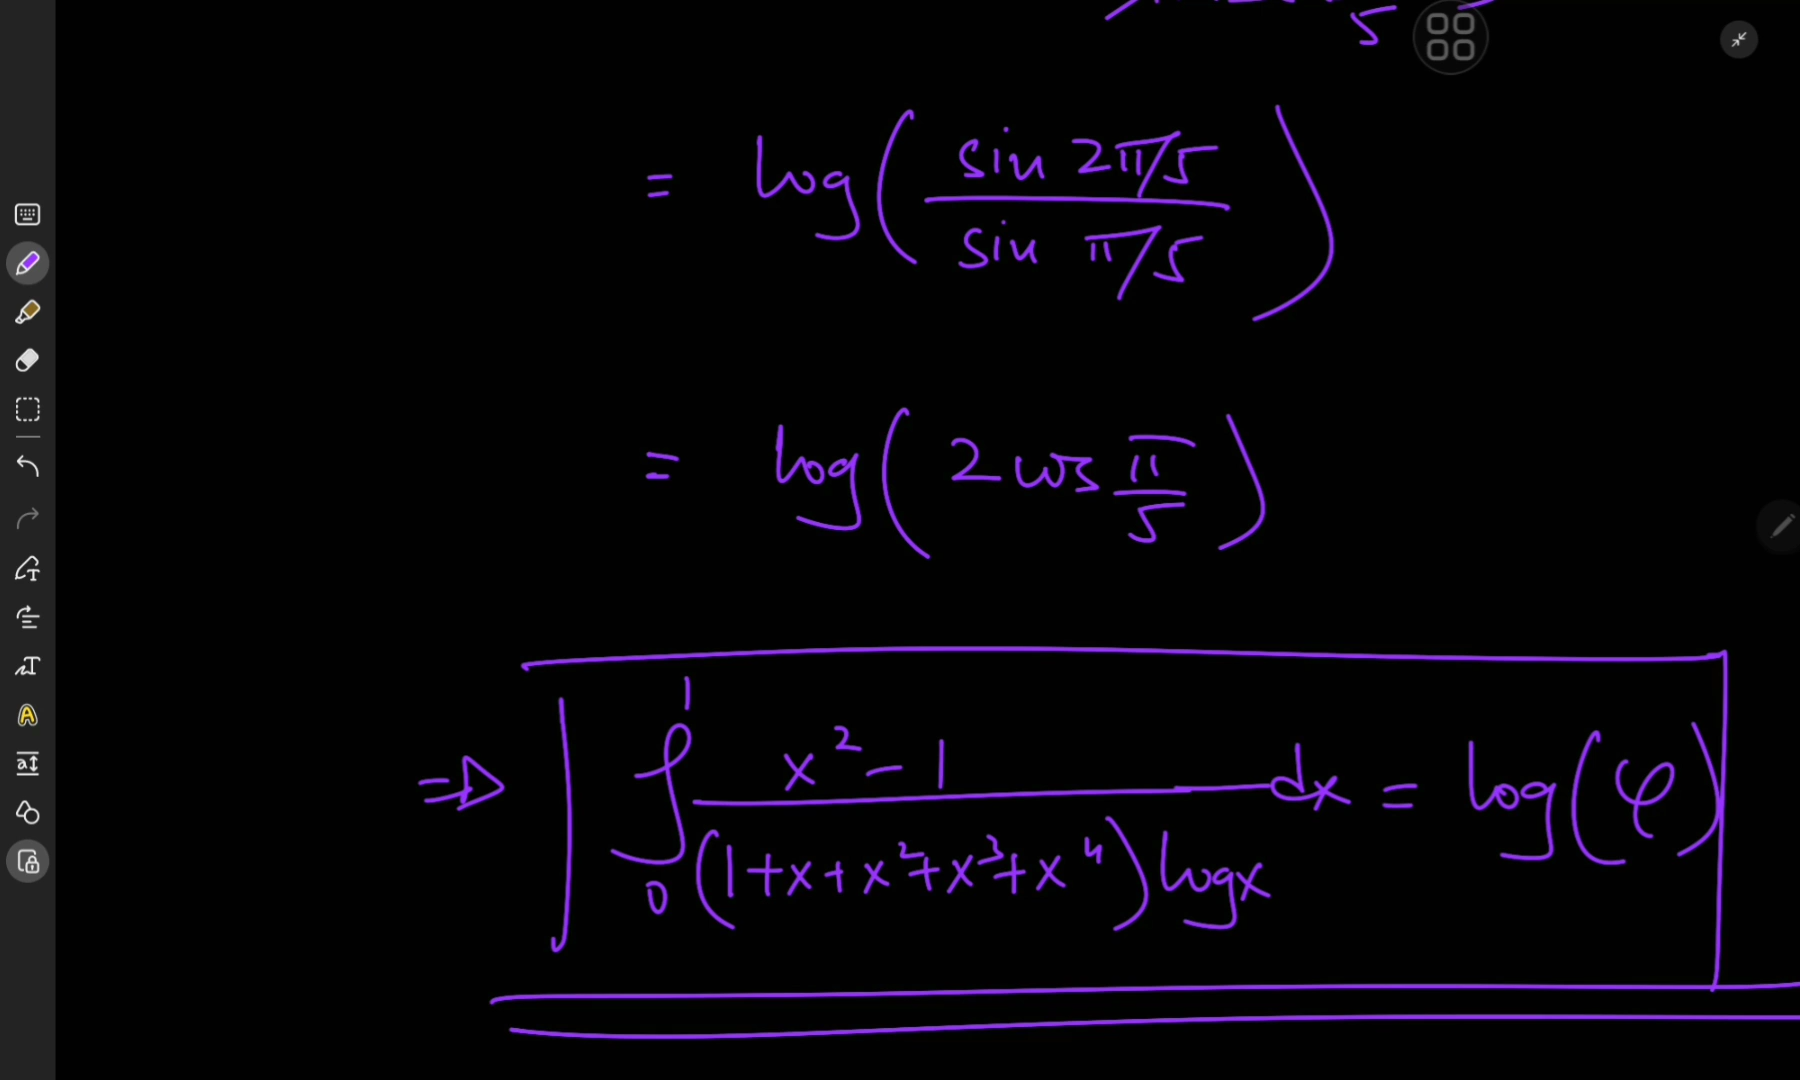 5
= log( sin 2π/5 / sin π/5 )
= log( 2 cos π/5 )
⇒ ∫₀¹ x² - 1 / (1+x+x²+x³+x⁴) log x dx = log(φ)